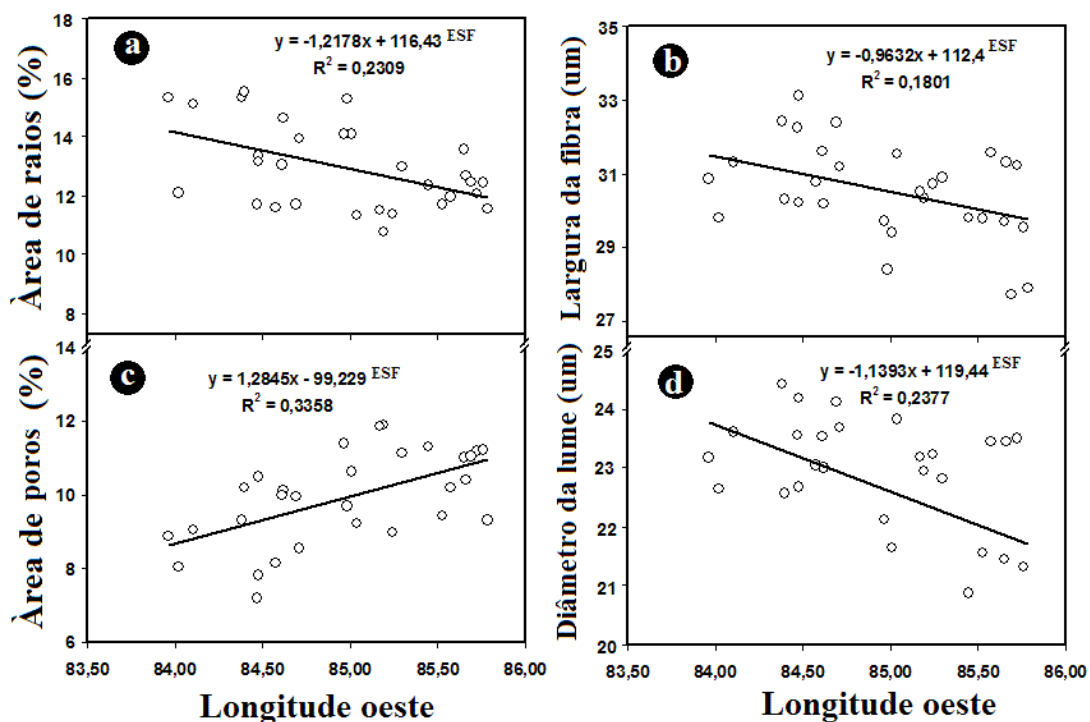 a
y = -1,2178x + 116,43 ESF
R2 = 0,2309
Àrea de raios (%)
18
16
14
12
10
8
b
y = -0,9632x + 112,4 ESF
R2 = 0,1801
Largura da fibra (um)
35
33
31
29
27
c
y = 1,2845x - 99,229 ESF
R2 = 0,3358
Àrea de poros (%)
14
12
10
8
6
83,50 84,00 84,50 85,00 85,50 86,00
Longitude oeste
d
y = -1,1393x + 119,44 ESF
R2 = 0,2377
Diâmetro da lume (um)
25
24
23
22
21
20
83,50 84,00 84,50 85,00 85,50 86,00
Longitude oeste